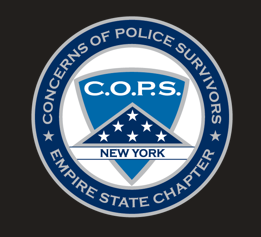 CONCERNS OF POLICE SURVIVORS
C.O.P.S.
NEW YORK
★ EMPIRE STATE CHAPTER ★